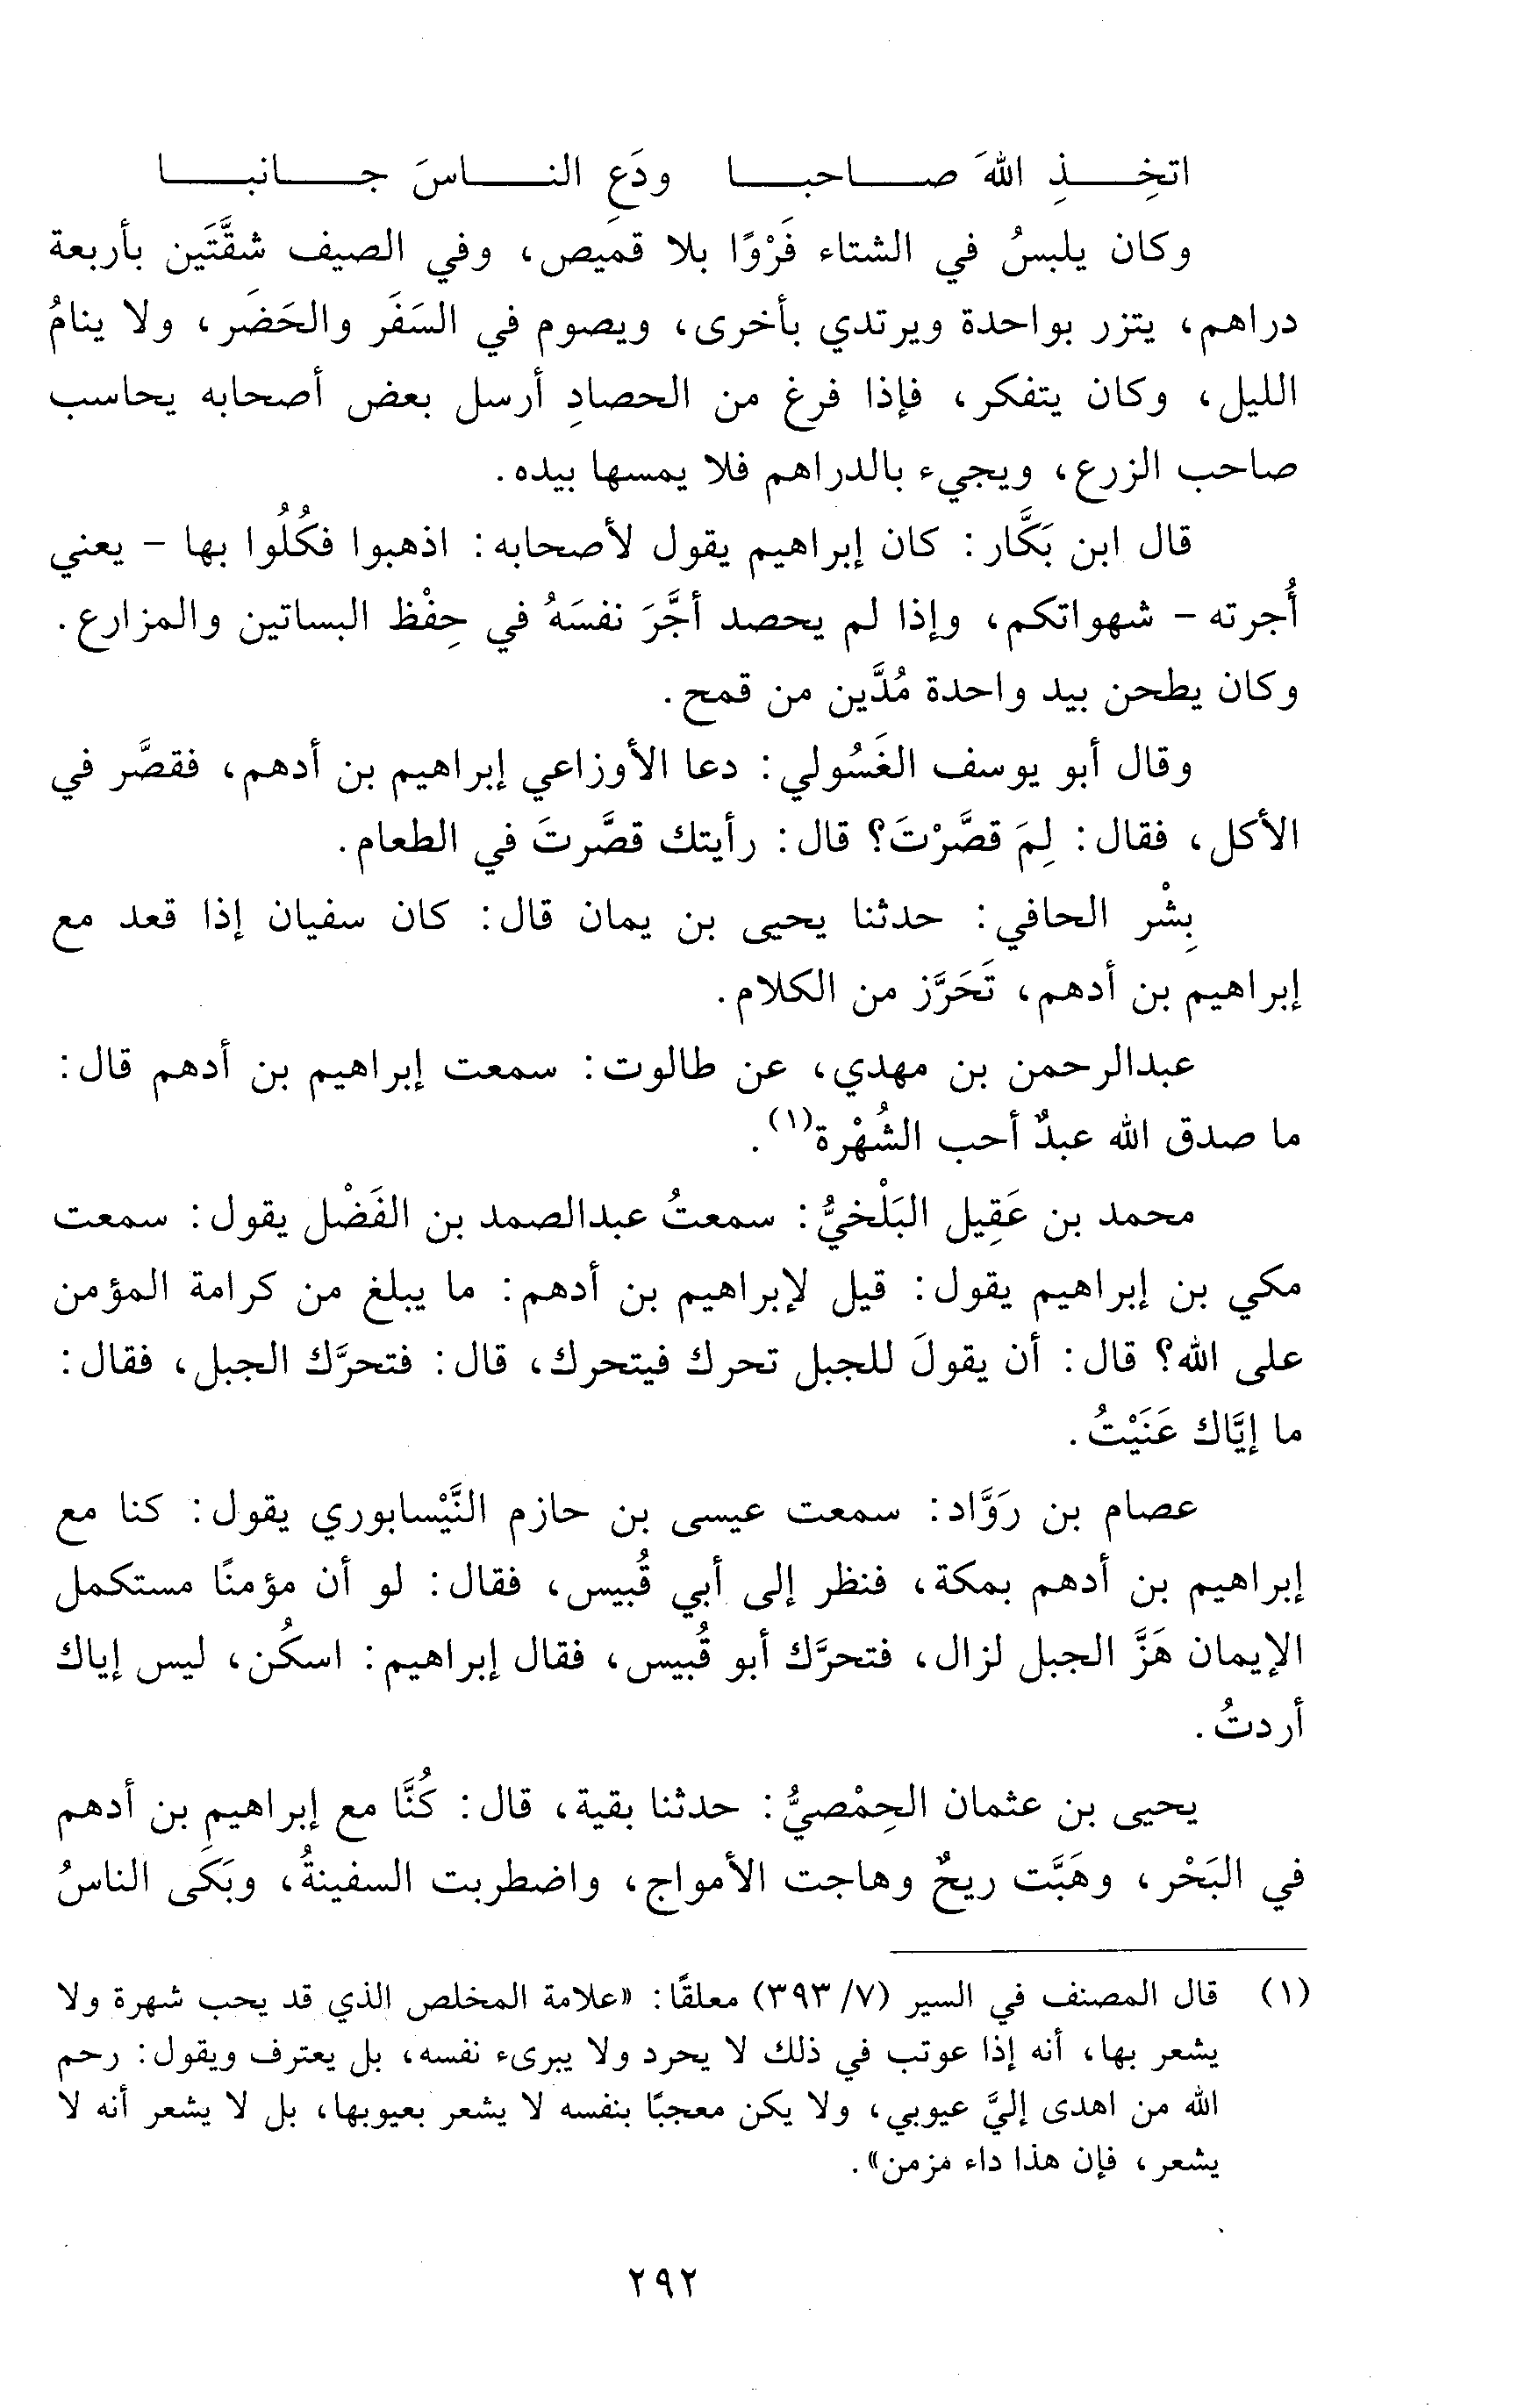 اتخِذِ اللهَ صاحبا ودَعِ الناسَ جانبا
وكان يلبسُ في الشتاء فَرْوًا بلا قميص، وفي الصيف شقَّتَين بأربعة
دراهم، يتزر بواحدة ويرتدي بأخرى، ويصوم في السَفَر والحَضَر، ولا ينامُ
الليل، وكان يتفكر، فإذا فرغ من الحصادِ أرسل بعض أصحابه يحاسب
صاحب الزرع، ويجيء بالدراهم فلا يمسها بيده.
قال ابن بَكَّار: كان إبراهيم يقول لأصحابه: اذهبوا فكُلُوا بها - يعني
أُجرته - شهواتكم، وإذا لم يحصد أجَّرَ نفسَهُ في حِفْظ البساتين والمزارع.
وكان يطحن بيد واحدة مُدَّين من قمح.
وقال أبو يوسف الغَسُولي: دعا الأوزاعي إبراهيم بن أدهم، فقصَّر في
الأكل، فقال: لِمَ قصَّرْتَ؟ قال: رأيتك قصَّرتَ في الطعام.
بِشْر الحافي: حدثنا يحيى بن يمان قال: كان سفيان إذا قعد مع
إبراهيم بن أدهم، تَحَرَّز من الكلام.
عبدالرحمن بن مهدي، عن طالوت: سمعت إبراهيم بن أدهم قال:
ما صدق الله عبدٌ أحب الشُهْرة(١).
محمد بن عَقِيل البَلْخيُّ: سمعتُ عبدالصمد بن الفَضْل يقول: سمعت
مكي بن إبراهيم يقول: قيل لإبراهيم بن أدهم: ما يبلغ من كرامة المؤمن
على الله؟ قال: أن يقولَ للجبل تحرك فيتحرك، قال: فتحرَّك الجبل، فقال:
ما إيَّاك عَنَيْتُ.
عصام بن رَوَّاد: سمعت عيسى بن حازم النَّيْسابوري يقول: كنا مع
إبراهيم بن أدهم بمكة، فنظر إلى أبي قُبيس، فقال: لو أن مؤمنًا مستكمل
الإيمان هَزَّ الجبل لزال، فتحرَّك أبو قُبيس، فقال إبراهيم: اسكُن، ليس إياك
أردتُ.
يحيى بن عثمان الحِمْصيُّ: حدثنا بقية، قال: كُنَّا مع إبراهيمِ بن أدهم
في البَحْر، وهَبَّت ريحٌ وهاجت الأمواج، واضطربت السفينةُ، وبَكَى الناسُ
(١) قال المصنف في السير (٧/ ٣٩٣) معلقًا: «علامة المخلص الذي قد يحب شهرة ولا
يشعر بها، أنه إذا عوتب في ذلك لا يحرد ولا يبرىء نفسه، بل يعترف ويقول: رحم
الله من اهدى إليَّ عيوبي، ولا يكن معجبًا بنفسه لا يشعر بعيوبها، بل لا يشعر أنه لا
يشعر، فإن هذا داء مزمن».
٢٩٢